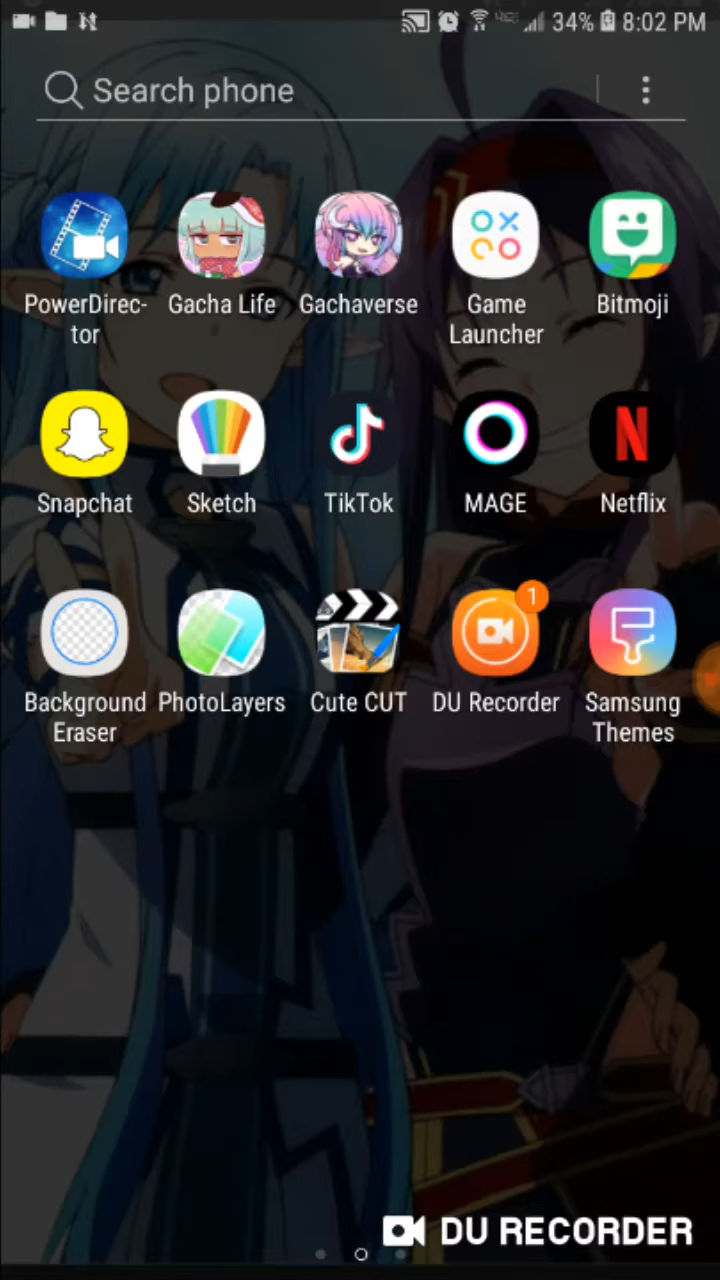 34% 8:02 PM
Search phone
PowerDirec-
tor
Gacha Life
Gachaverse
Game
Launcher
Bitmoji
Snapchat
Sketch
TikTok
MAGE
Netflix
Background
Eraser
PhotoLayers
Cute CUT
DU Recorder
1
Samsung
Themes
DU RECORDER